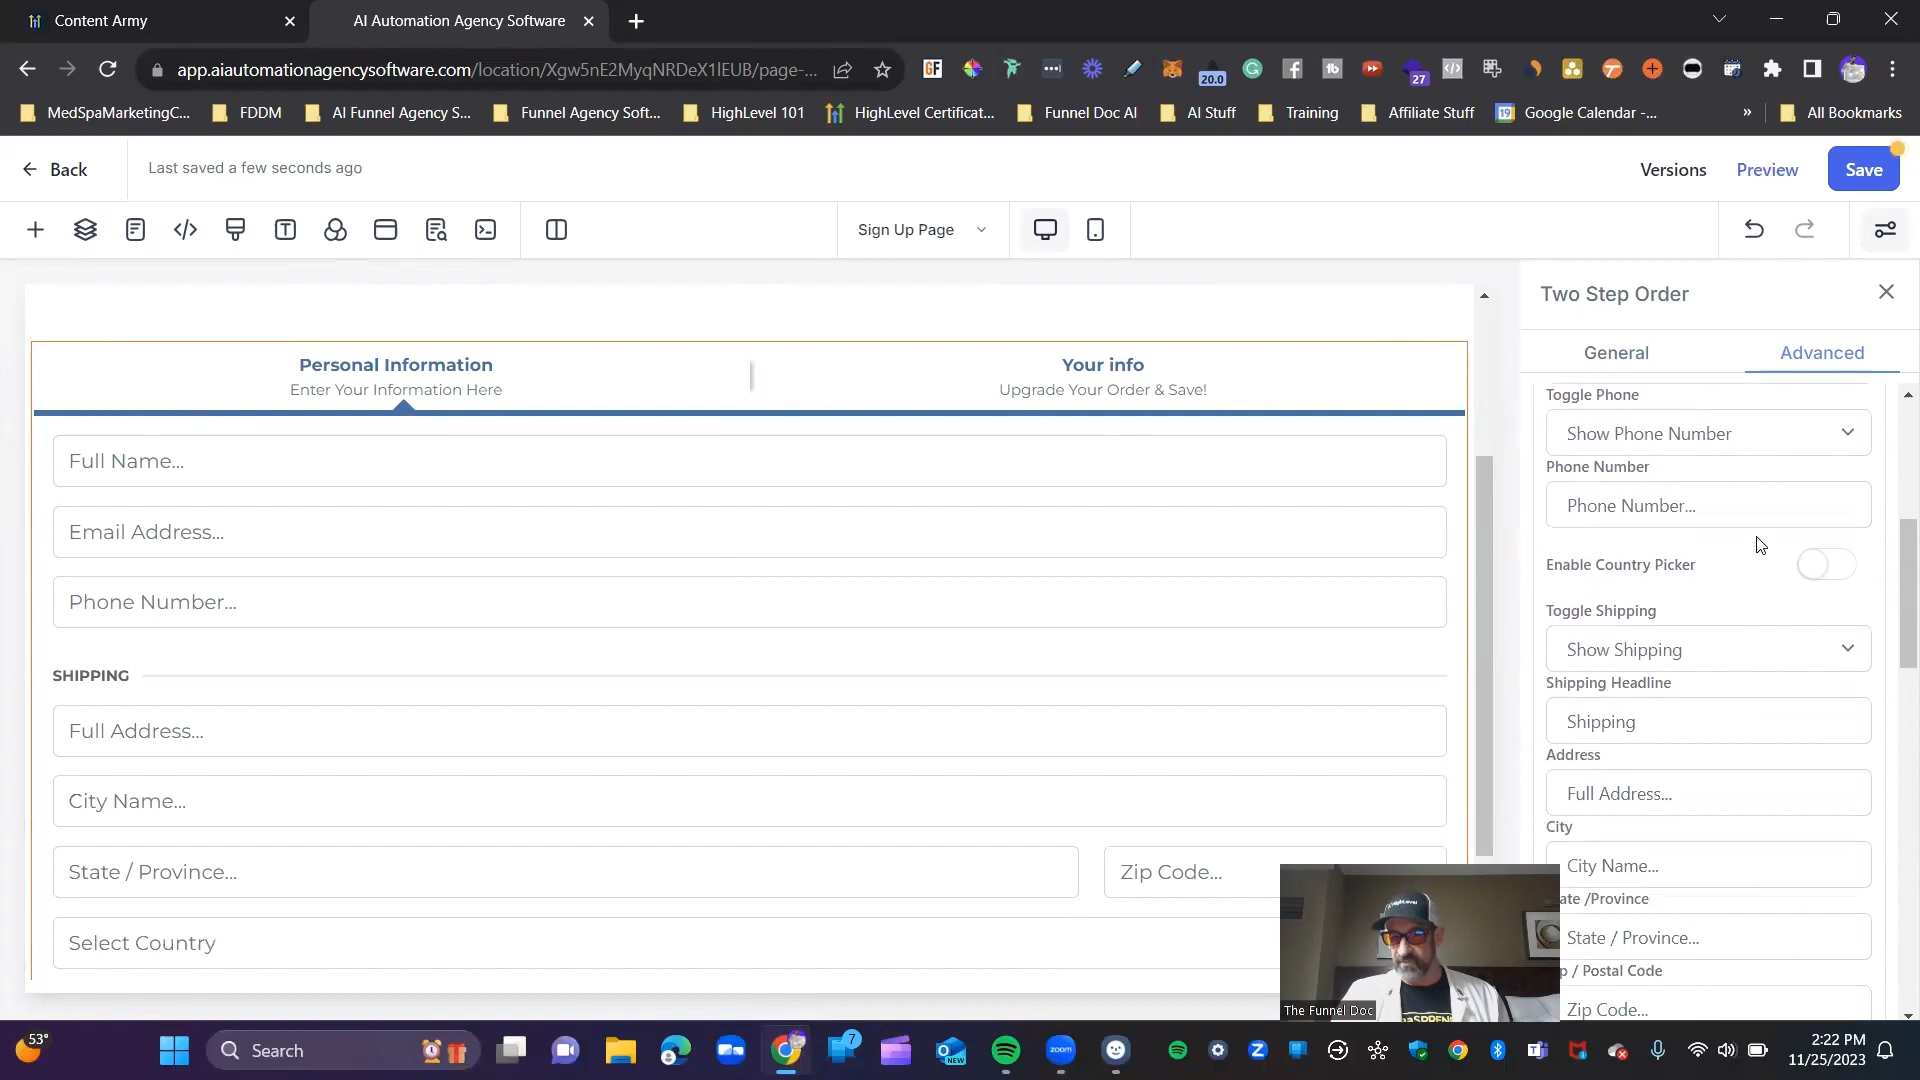 Content Army
AI Automation Agency Software
app.aiautomationagencysoftware.com/location/Xgw5nE2MyqNRDeX1lEUB/page-...
20.0
27
MedSpaMarketingC...
FDDM
AI Funnel Agency S...
Funnel Agency Soft...
HighLevel 101
HighLevel Certificat...
Funnel Doc AI
AI Stuff
Training
Affiliate Stuff
Google Calendar -...
»
All Bookmarks
Back
Last saved a few seconds ago
Versions
Preview
Save
Sign Up Page
Two Step Order
General
Advanced
Personal Information
Enter Your Information Here
Your info
Upgrade Your Order & Save!
Full Name...
Email Address...
Phone Number...
SHIPPING
Full Address...
City Name...
State / Province...
Zip Code...
Select Country
Toggle Phone
Show Phone Number
Phone Number
Phone Number...
Enable Country Picker
Toggle Shipping
Show Shipping
Shipping Headline
Shipping
Address
Full Address...
City
City Name...
ate /Province
State / Province...
p / Postal Code
Zip Code...
The Funnel Doc
53°
Search
7
NEW
zoom
2:22 PM
11/25/2023